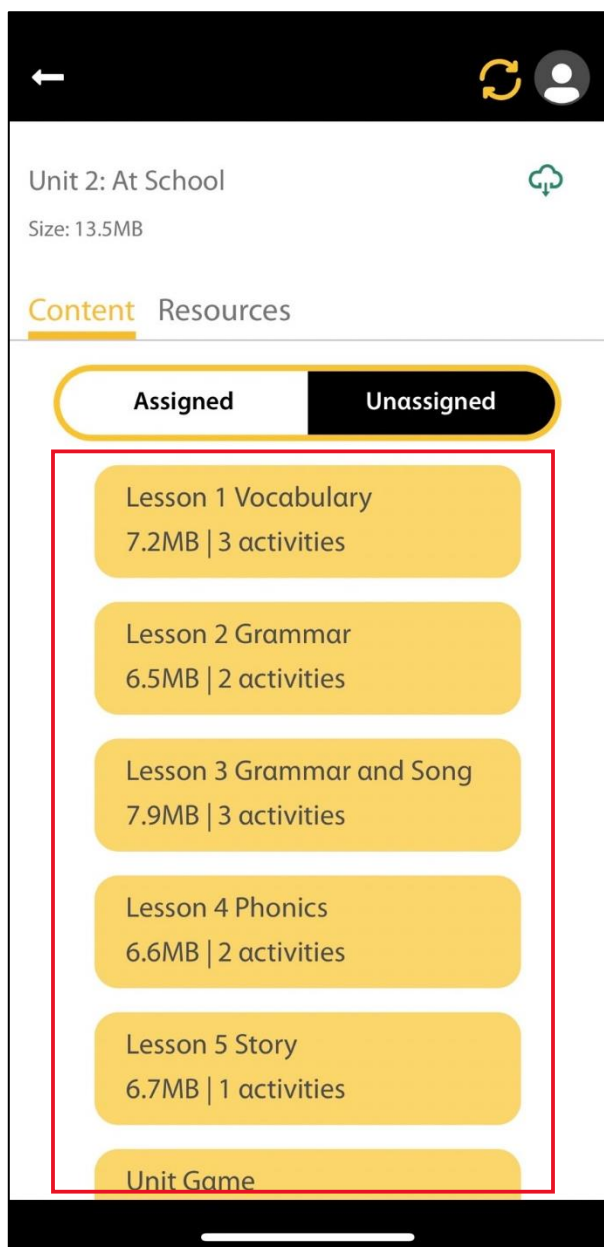 Unit 2: At School
Size: 13.5MB
Content Resources
Assigned Unassigned
Lesson 1 Vocabulary
7.2MB | 3 activities
Lesson 2 Grammar
6.5MB | 2 activities
Lesson 3 Grammar and Song
7.9MB | 3 activities
Lesson 4 Phonics
6.6MB | 2 activities
Lesson 5 Story
6.7MB | 1 activities
Unit Game